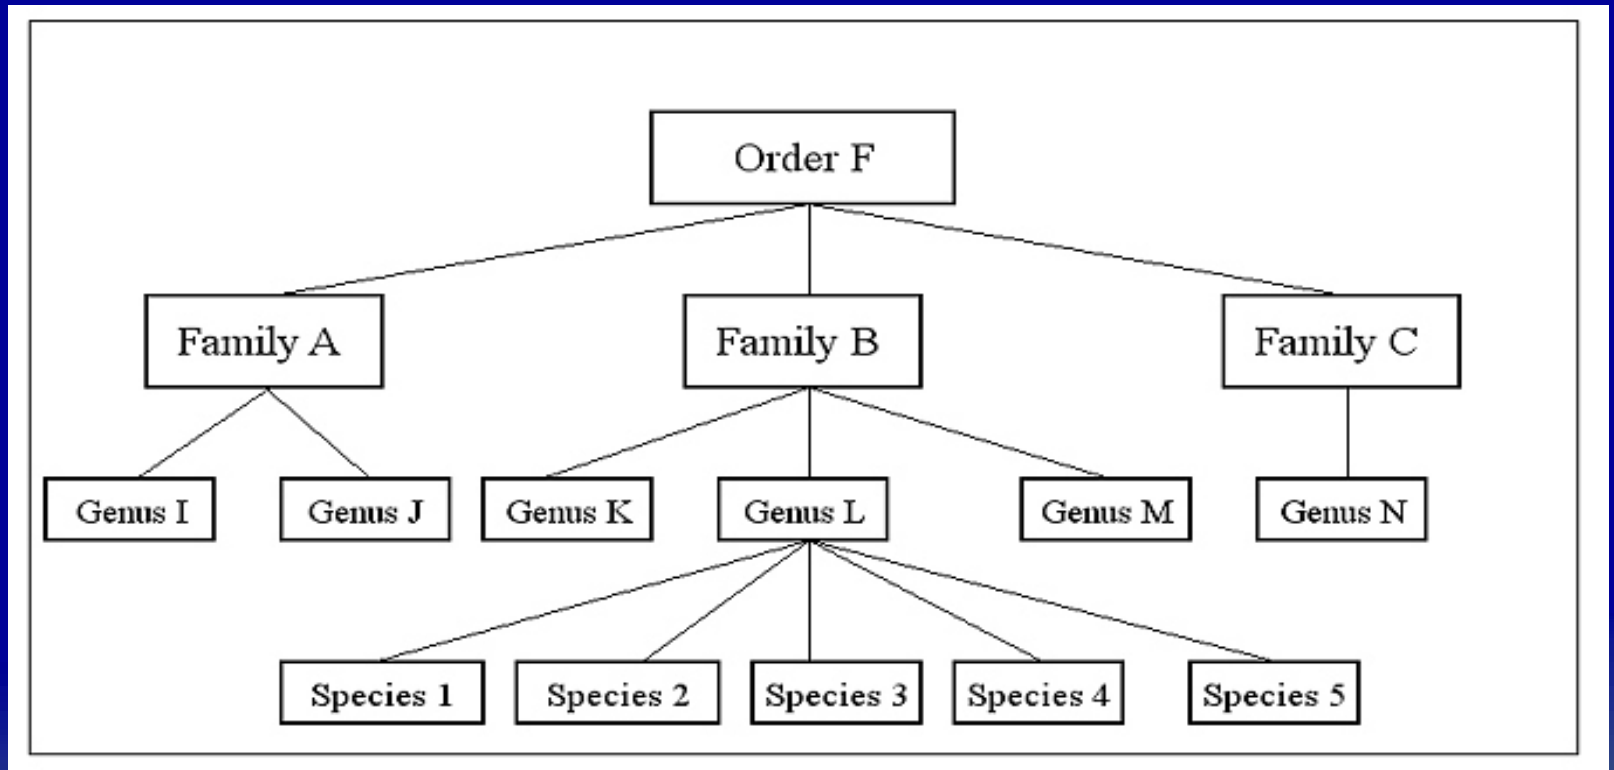 Order F
Family A
Family B
Family C
Genus I
Genus J
Genus K
Genus L
Genus M
Genus N
Species 1
Species 2
Species 3
Species 4
Species 5